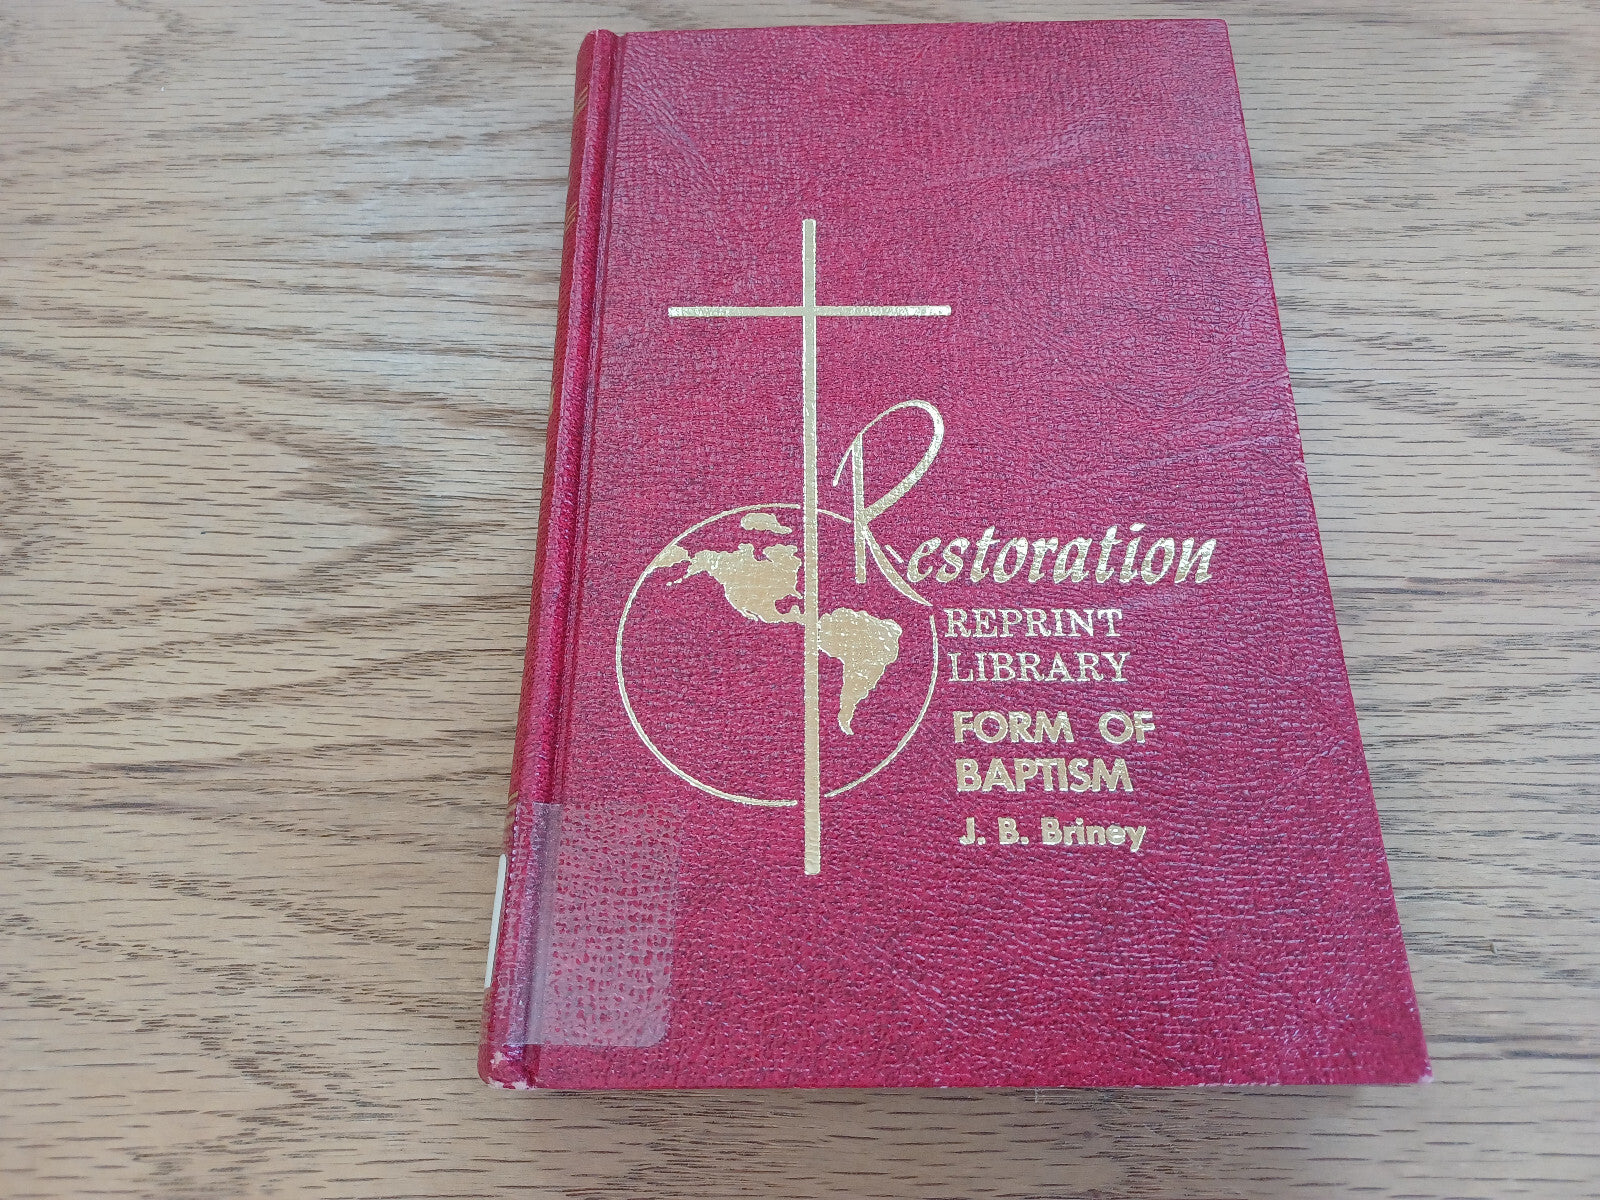 Restoration
REPRINT
LIBRARY
FORM OF
BAPTISM
J. B. Briney